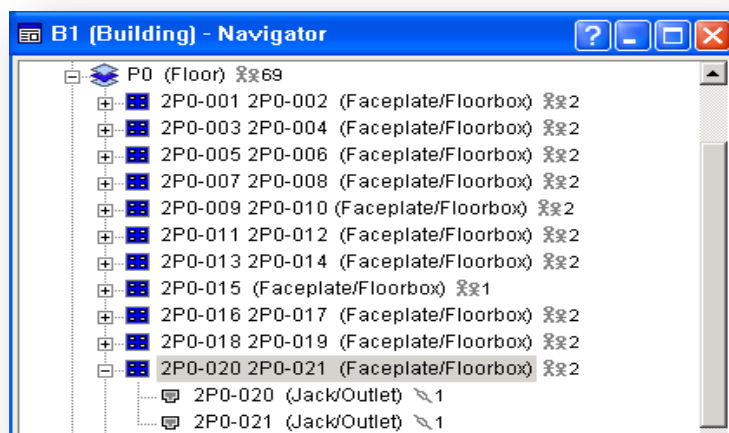 B1 (Building) - Navigator
P0 (Floor) 69
2P0-001 2P0-002 (Faceplate/Floorbox) 2
2P0-003 2P0-004 (Faceplate/Floorbox) 2
2P0-005 2P0-006 (Faceplate/Floorbox) 2
2P0-007 2P0-008 (Faceplate/Floorbox) 2
2P0-009 2P0-010 (Faceplate/Floorbox) 2
2P0-011 2P0-012 (Faceplate/Floorbox) 2
2P0-013 2P0-014 (Faceplate/Floorbox) 2
2P0-015 (Faceplate/Floorbox) 1
2P0-016 2P0-017 (Faceplate/Floorbox) 2
2P0-018 2P0-019 (Faceplate/Floorbox) 2
2P0-020 2P0-021 (Faceplate/Floorbox) 2
2P0-020 (Jack/Outlet) 1
2P0-021 (Jack/Outlet) 1